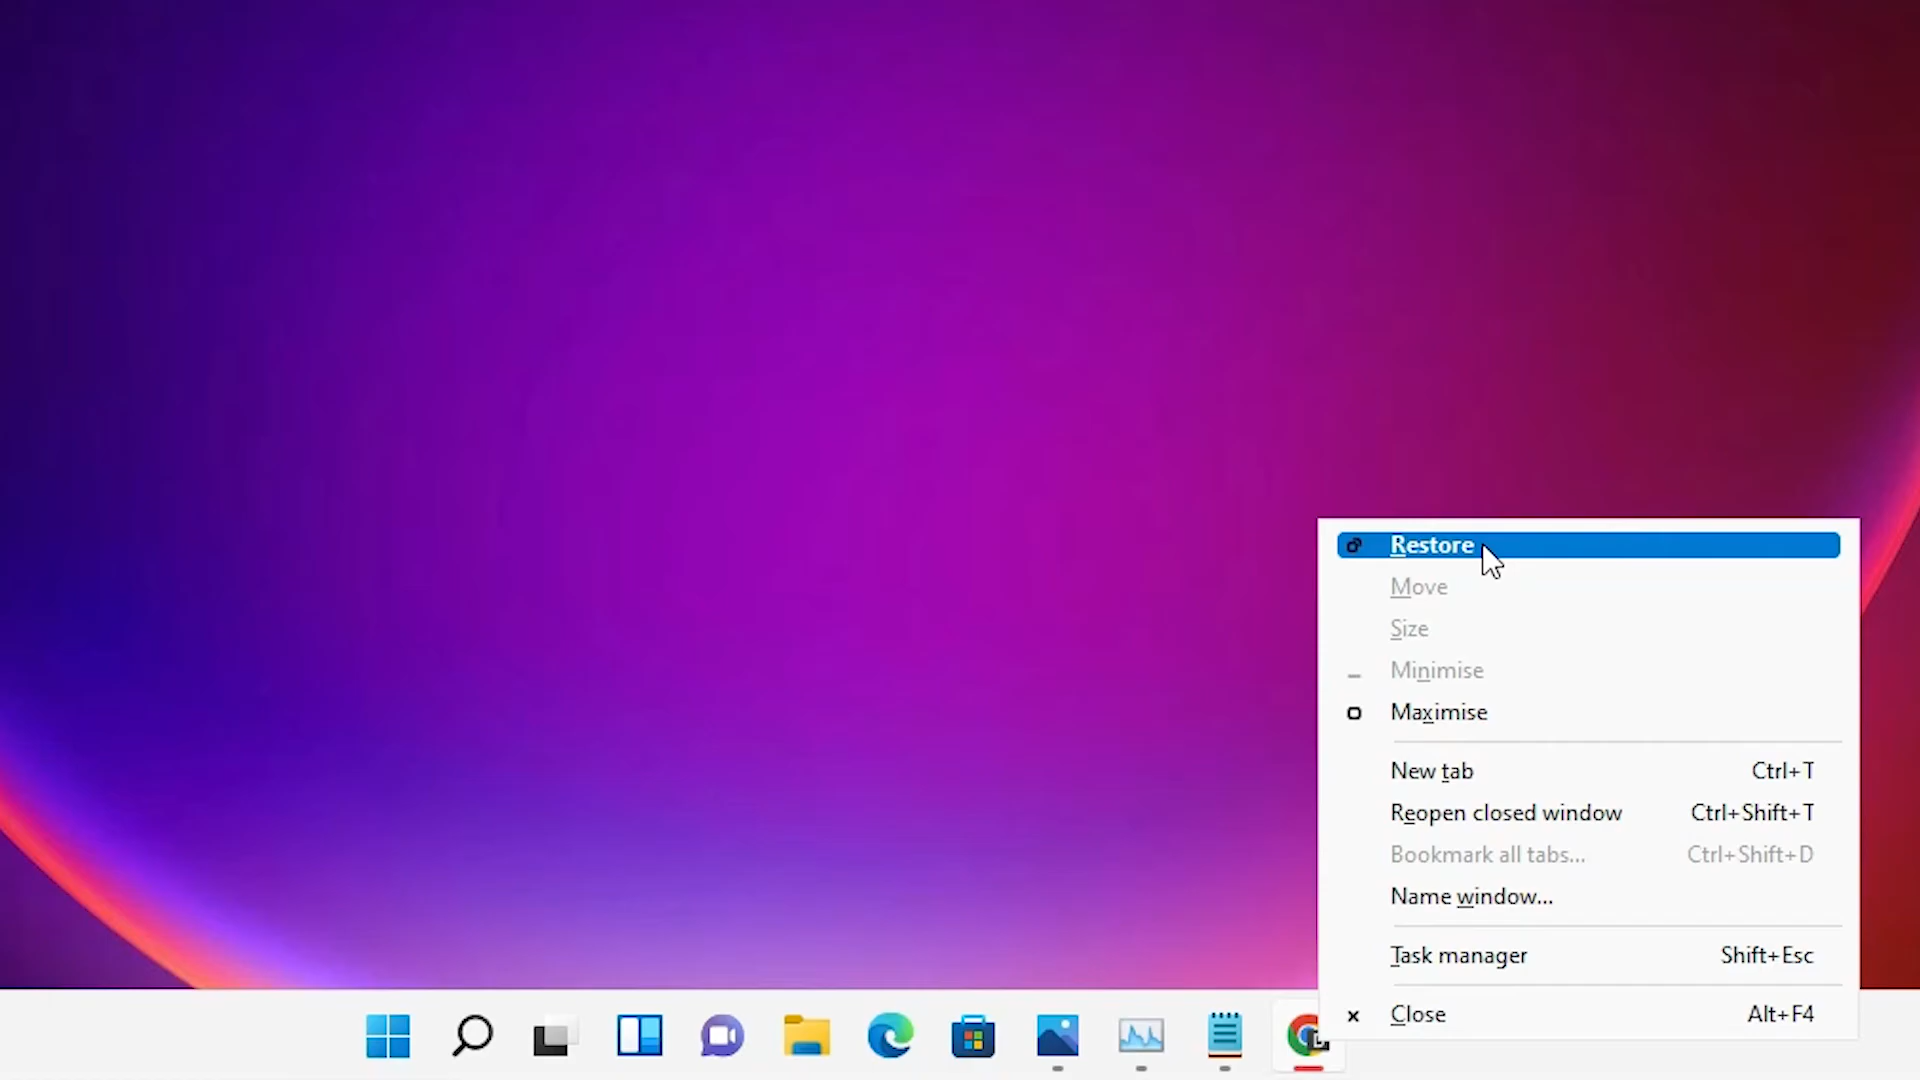 Restore
Move
Size
Minimise
Maximise
New tab Ctrl+T
Reopen closed window Ctrl+Shift+T
Bookmark all tabs... Ctrl+Shift+D
Name window...
Task manager Shift+Esc
Close Alt+F4